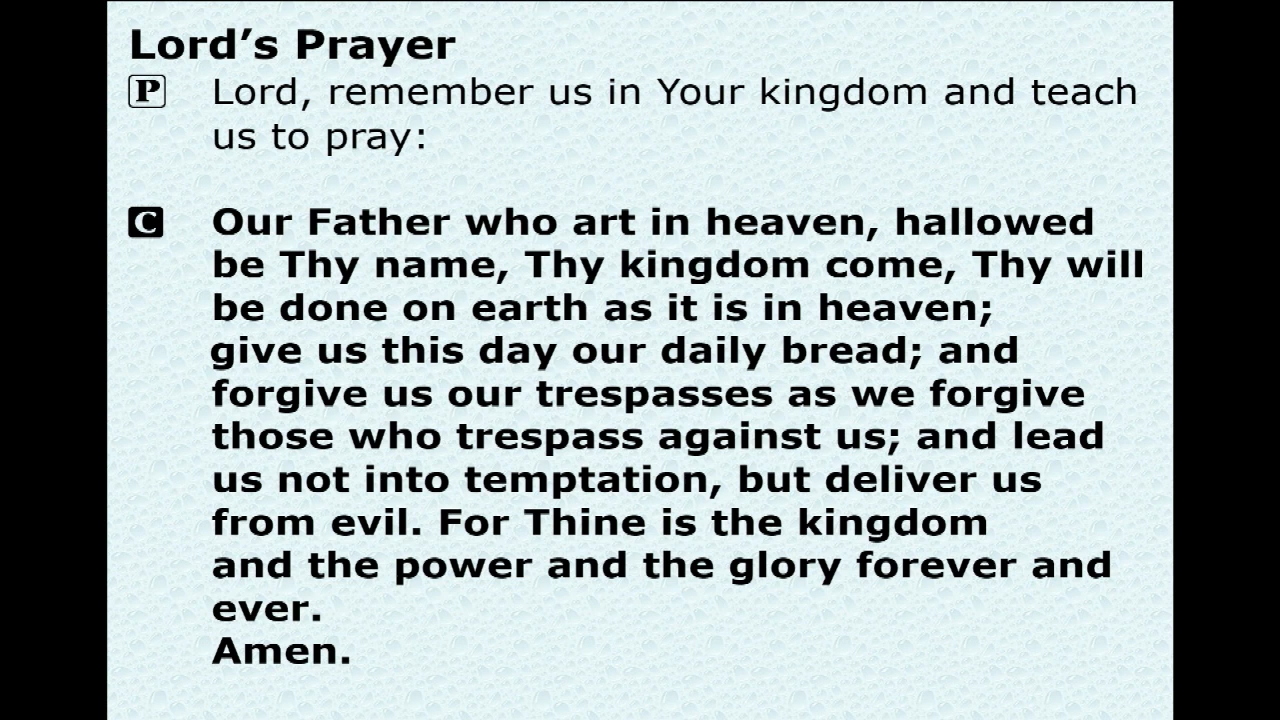 Lord’s Prayer
P Lord, remember us in Your kingdom and teach
us to pray:
C Our Father who art in heaven, hallowed
be Thy name, Thy kingdom come, Thy will
be done on earth as it is in heaven;
give us this day our daily bread; and
forgive us our trespasses as we forgive
those who trespass against us; and lead
us not into temptation, but deliver us
from evil. For Thine is the kingdom
and the power and the glory forever and
ever.
Amen.